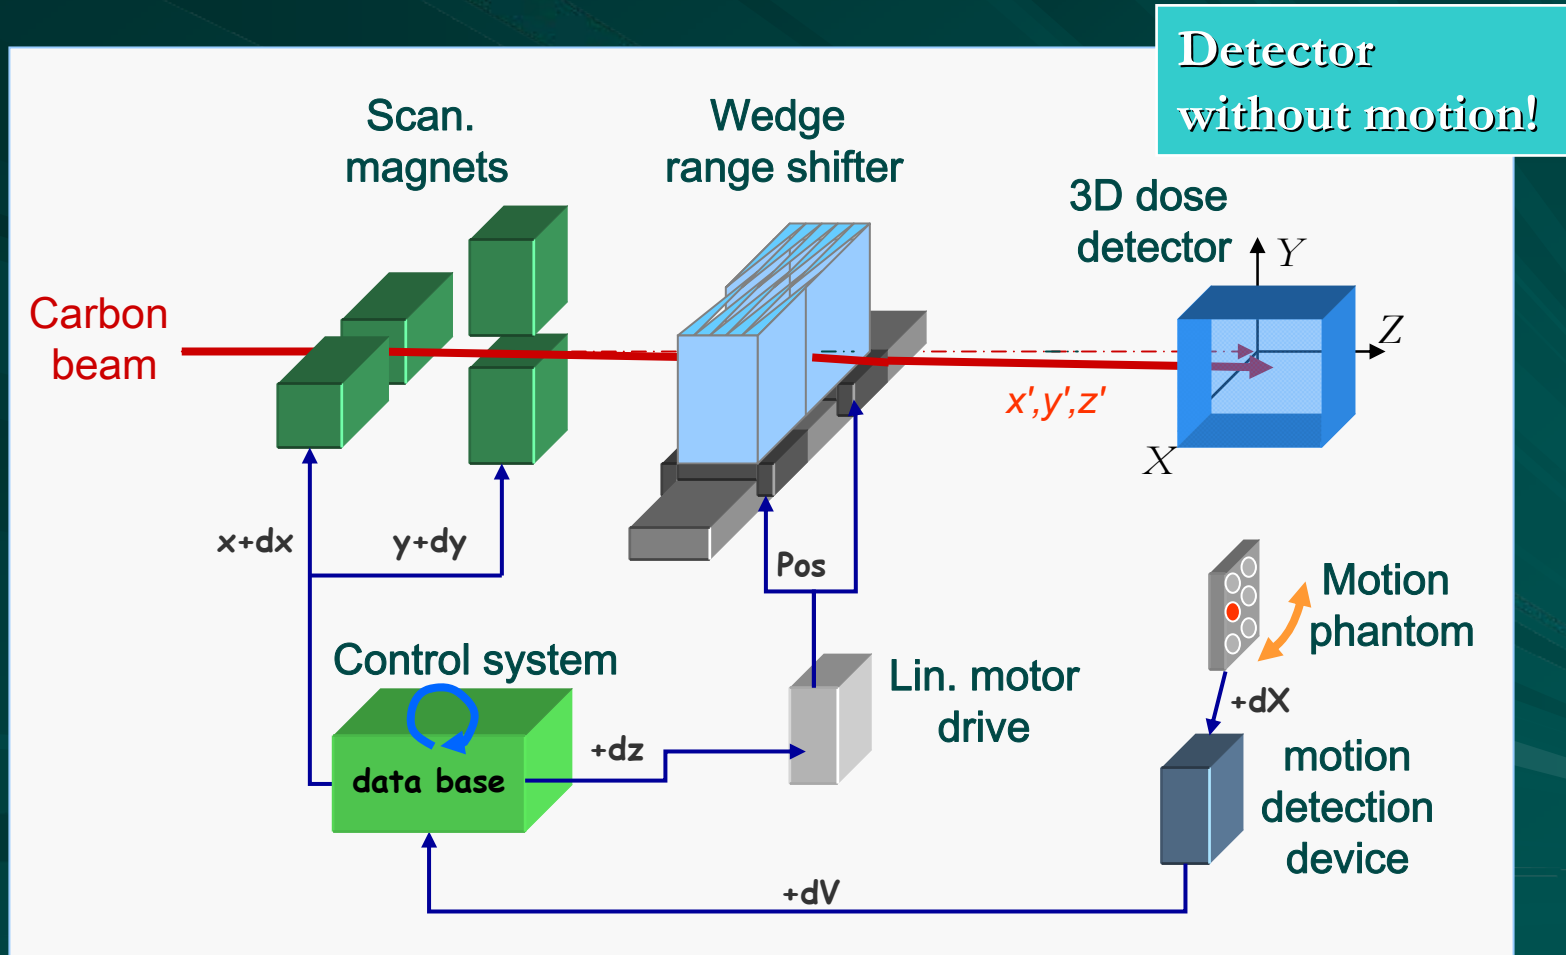 Detector
without motion!
Scan.
magnets
Wedge
range shifter
3D dose
detector
Y
Z
X
Carbon
beam
x',y',z'
x+dx
y+dy
Pos
Motion
phantom
+dX
Control system
data base
+dz
Lin. motor
drive
motion
detection
device
+dV